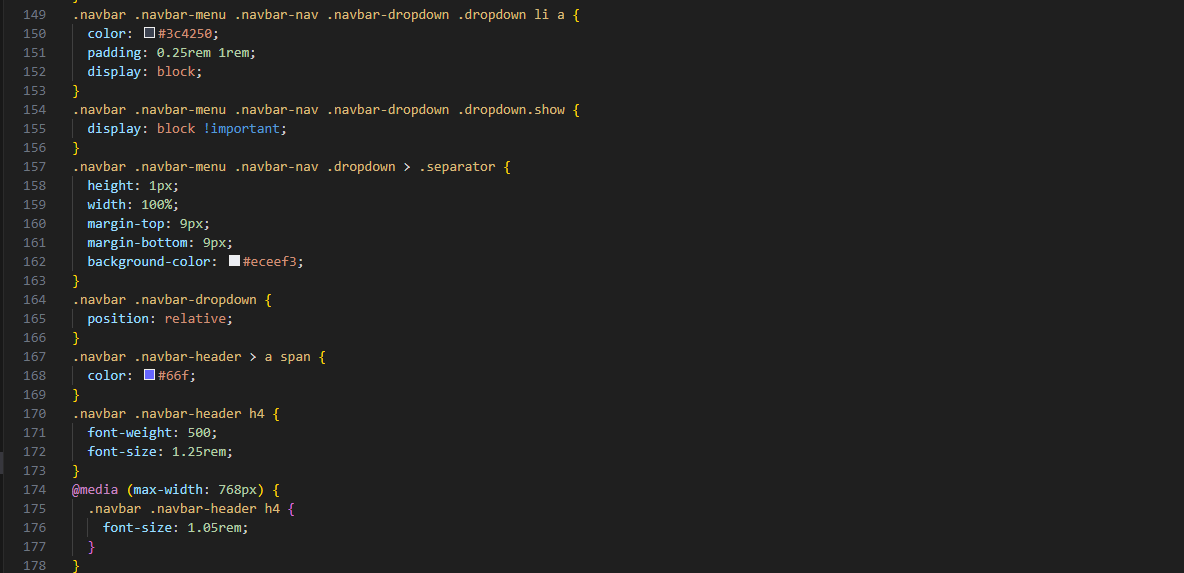 }
149 .navbar .navbar-menu .navbar-nav .navbar-dropdown .dropdown li a {
150 color: #3c4250;
151 padding: 0.25rem 1rem;
152 display: block;
153 }
154 .navbar .navbar-menu .navbar-nav .navbar-dropdown .dropdown.show {
155 display: block !important;
156 }
157 .navbar .navbar-menu .navbar-nav .dropdown > .separator {
158 height: 1px;
159 width: 100%;
160 margin-top: 9px;
161 margin-bottom: 9px;
162 background-color: #eceef3;
163 }
164 .navbar .navbar-dropdown {
165 position: relative;
166 }
167 .navbar .navbar-header > a span {
168 color: #66f;
169 }
170 .navbar .navbar-header h4 {
171 font-weight: 500;
172 font-size: 1.25rem;
173 }
174 @media (max-width: 768px) {
175 .navbar .navbar-header h4 {
176 font-size: 1.05rem;
177 }
178 }